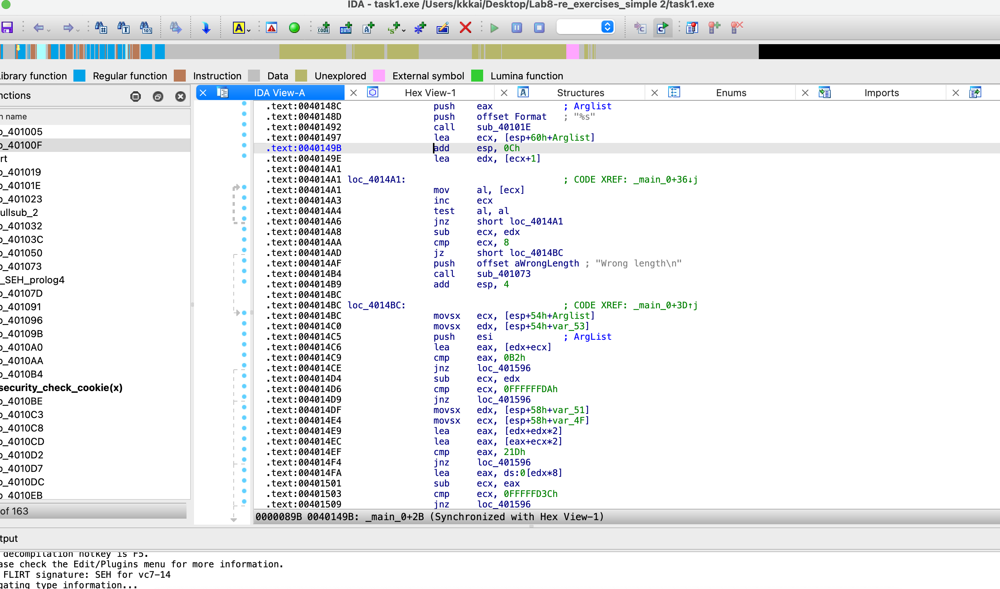 IDA - task1.exe /Users/kkkai/Desktop/Lab8-re_exercises_simple 2/task1.exe
ibrary function Regular function Instruction Data Unexplored External symbol Lumina function
nctions
n name
o_401005
o_40100F
rt
o_401019
o_40101E
o_401023
ullsub_2
o_401032
o_40103C
o_401050
o_401073
_SEH_prolog4
o_40107D
o_401091
o_401096
o_40109B
o_4010A0
o_4010AA
o_4010B4
security_check_cookie(x)
o_4010BE
o_4010C3
o_4010C8
o_4010CD
o_4010D2
o_4010D7
o_4010DC
o_4010EB
of 163
IDA View-A Hex View-1 Structures Enums Imports
.text:0040148C push eax ; Arglist
.text:0040148D push offset Format ; "%s"
.text:00401492 call sub_40101E
.text:00401497 lea ecx, [esp+60h+Arglist]
.text:0040149B add esp, 0Ch
.text:0040149E lea edx, [ecx+1]
.text:004014A1
.text:004014A1 loc_4014A1: ; CODE XREF: _main_0+36↓j
.text:004014A1 mov al, [ecx]
.text:004014A3 inc ecx
.text:004014A4 test al, al
.text:004014A6 jnz short loc_4014A1
.text:004014A8 sub ecx, edx
.text:004014AA cmp ecx, 8
.text:004014AD jz short loc_4014BC
.text:004014AF push offset aWrongLength ; "Wrong length\n"
.text:004014B4 call sub_401073
.text:004014B9 add esp, 4
.text:004014BC
.text:004014BC loc_4014BC: ; CODE XREF: _main_0+3D↑j
.text:004014BC movsx ecx, [esp+54h+Arglist]
.text:004014C0 movsx edx, [esp+54h+var_53]
.text:004014C5 push esi ; ArgList
.text:004014C6 lea eax, [edx+ecx]
.text:004014C9 cmp eax, 0B2h
.text:004014CE jnz loc_401596
.text:004014D4 sub ecx, edx
.text:004014D6 cmp ecx, 0FFFFFFDAh
.text:004014D9 jnz loc_401596
.text:004014DF movsx edx, [esp+58h+var_51]
.text:004014E4 movsx ecx, [esp+58h+var_4F]
.text:004014E9 lea eax, [edx+edx*2]
.text:004014EC lea eax, [eax+ecx*2]
.text:004014EF cmp eax, 21Dh
.text:004014F4 jnz loc_401596
.text:004014FA lea eax, ds:0[edx*8]
.text:00401501 sub ecx, eax
.text:00401503 cmp ecx, 0FFFFFD3Ch
.text:00401509 jnz loc_401596
0000089B 0040149B: _main_0+2B (Synchronized with Hex View-1)
tput
decompilation hotkey is F5.
ase check the Edit/Plugins menu for more information.
FLIRT signature: SEH for vc7-14
gating type information...